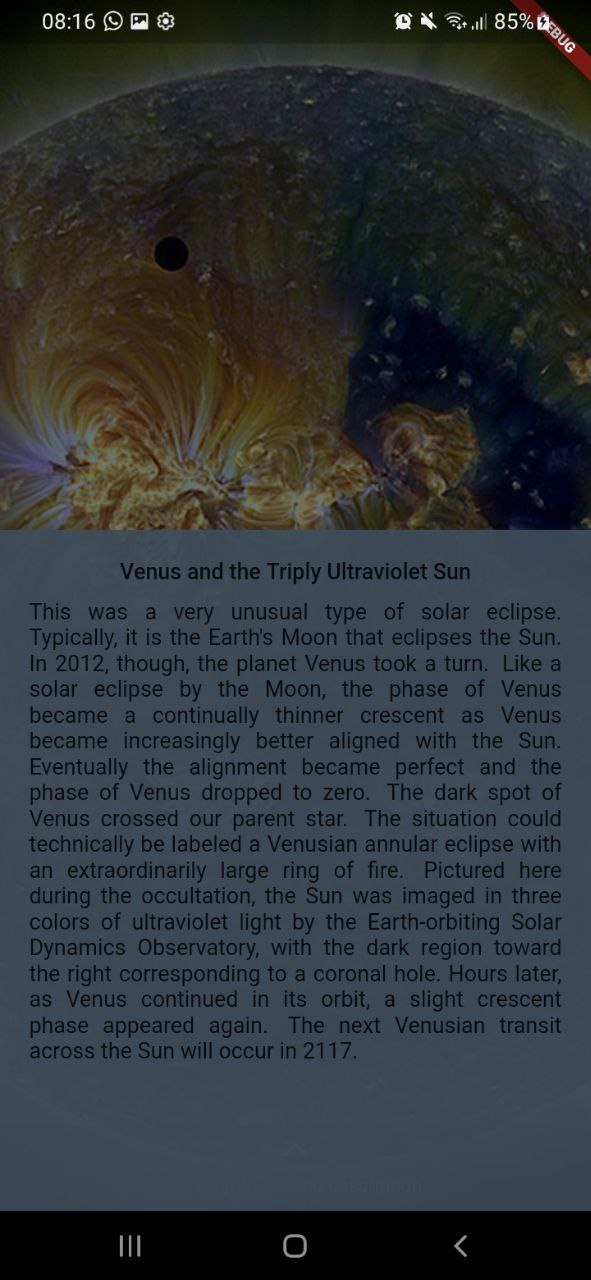 08:16
85%
DEBUG
Venus and the Triply Ultraviolet Sun
This was a very unusual type of solar eclipse.
Typically, it is the Earth's Moon that eclipses the Sun.
In 2012, though, the planet Venus took a turn. Like a
solar eclipse by the Moon, the phase of Venus
became a continually thinner crescent as Venus
became increasingly better aligned with the Sun.
Eventually the alignment became perfect and the
phase of Venus dropped to zero. The dark spot of
Venus crossed our parent star. The situation could
technically be labeled a Venusian annular eclipse with
an extraordinarily large ring of fire. Pictured here
during the occultation, the Sun was imaged in three
colors of ultraviolet light by the Earth-orbiting Solar
Dynamics Observatory, with the dark region toward
the right corresponding to a coronal hole. Hours later,
as Venus continued in its orbit, a slight crescent
phase appeared again. The next Venusian transit
across the Sun will occur in 2117.